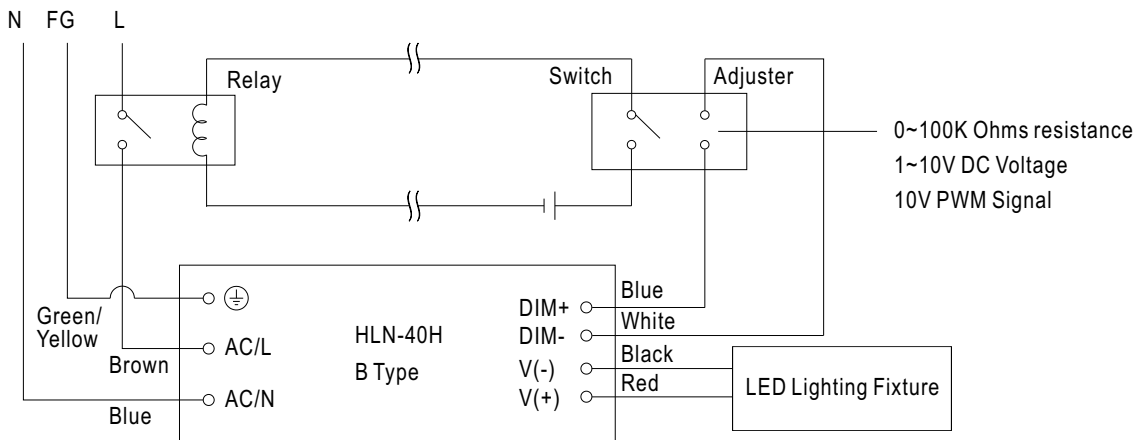 N FG L
Relay
Switch
Adjuster
0~100K Ohms resistance
1~10V DC Voltage
10V PWM Signal
Green/
Yellow
Brown
Blue
AC/L
AC/N
HLN-40H
B Type
DIM+
DIM-
V(-)
V(+)
Blue
White
Black
Red
LED Lighting Fixture